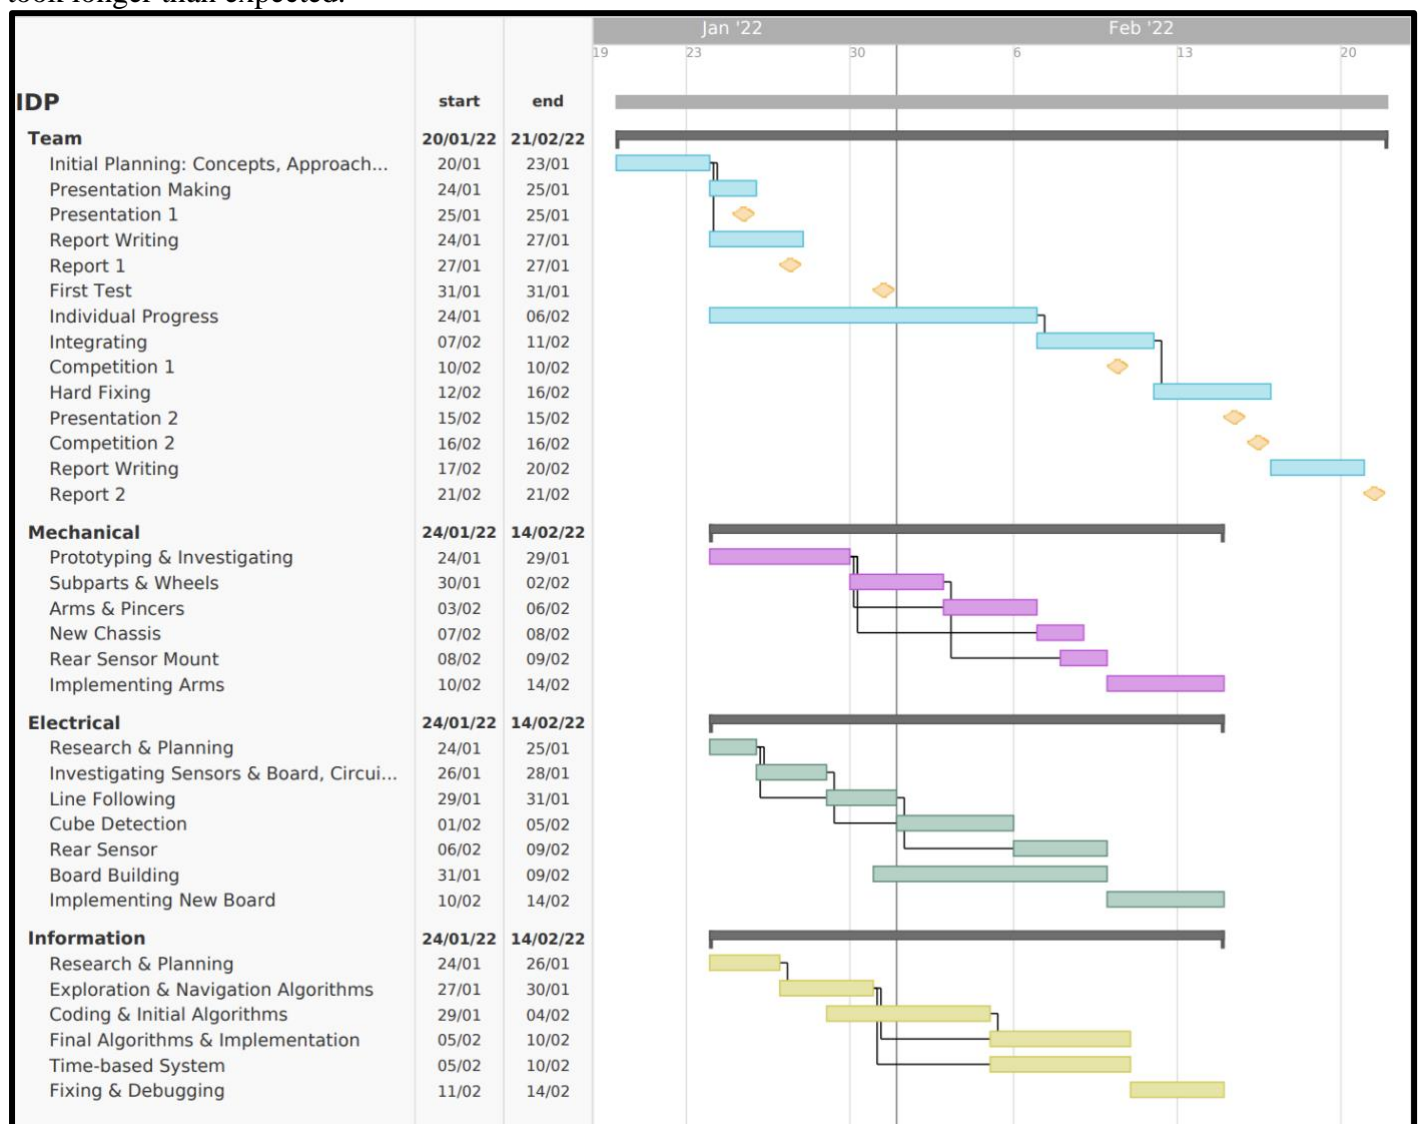 took longer than expected.
Jan '22 Feb '22
19 23 30 6 13 20
IDP start end
Team 20/01/22 21/02/22
Initial Planning: Concepts, Approach... 20/01 23/01
Presentation Making 24/01 25/01
Presentation 1 25/01 25/01
Report Writing 24/01 27/01
Report 1 27/01 27/01
First Test 31/01 31/01
Individual Progress 24/01 06/02
Integrating 07/02 11/02
Competition 1 10/02 10/02
Hard Fixing 12/02 16/02
Presentation 2 15/02 15/02
Competition 2 16/02 16/02
Report Writing 17/02 20/02
Report 2 21/02 21/02
Mechanical 24/01/22 14/02/22
Prototyping & Investigating 24/01 29/01
Subparts & Wheels 30/01 02/02
Arms & Pincers 03/02 06/02
New Chassis 07/02 08/02
Rear Sensor Mount 08/02 09/02
Implementing Arms 10/02 14/02
Electrical 24/01/22 14/02/22
Research & Planning 24/01 25/01
Investigating Sensors & Board, Circui... 26/01 28/01
Line Following 29/01 31/01
Cube Detection 01/02 05/02
Rear Sensor 06/02 09/02
Board Building 31/01 09/02
Implementing New Board 10/02 14/02
Information 24/01/22 14/02/22
Research & Planning 24/01 26/01
Exploration & Navigation Algorithms 27/01 30/01
Coding & Initial Algorithms 29/01 04/02
Final Algorithms & Implementation 05/02 10/02
Time-based System 05/02 10/02
Fixing & Debugging 11/02 14/02